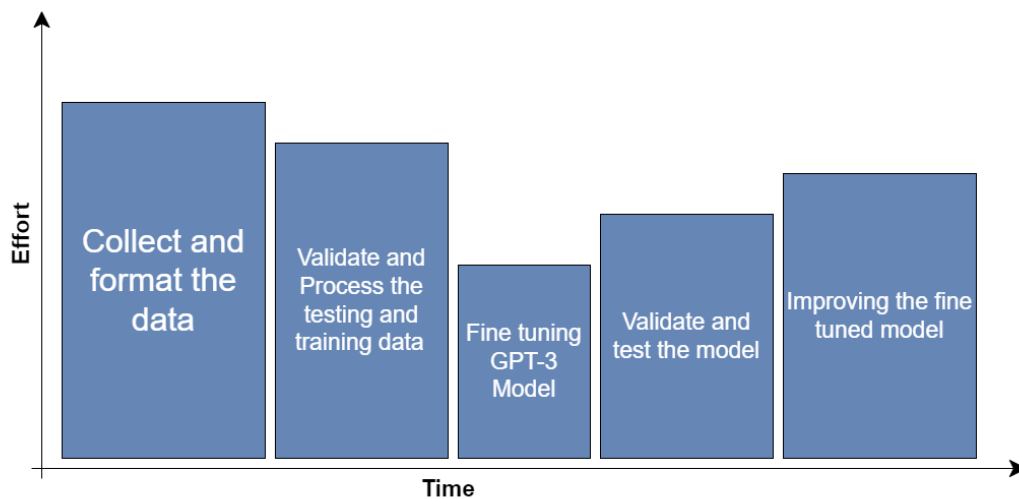 Effort
Collect and
format the
data
Validate and
Process the
testing and
training data
Fine tuning
GPT-3
Model
Validate and
test the model
Improving the fine
tuned model
Time